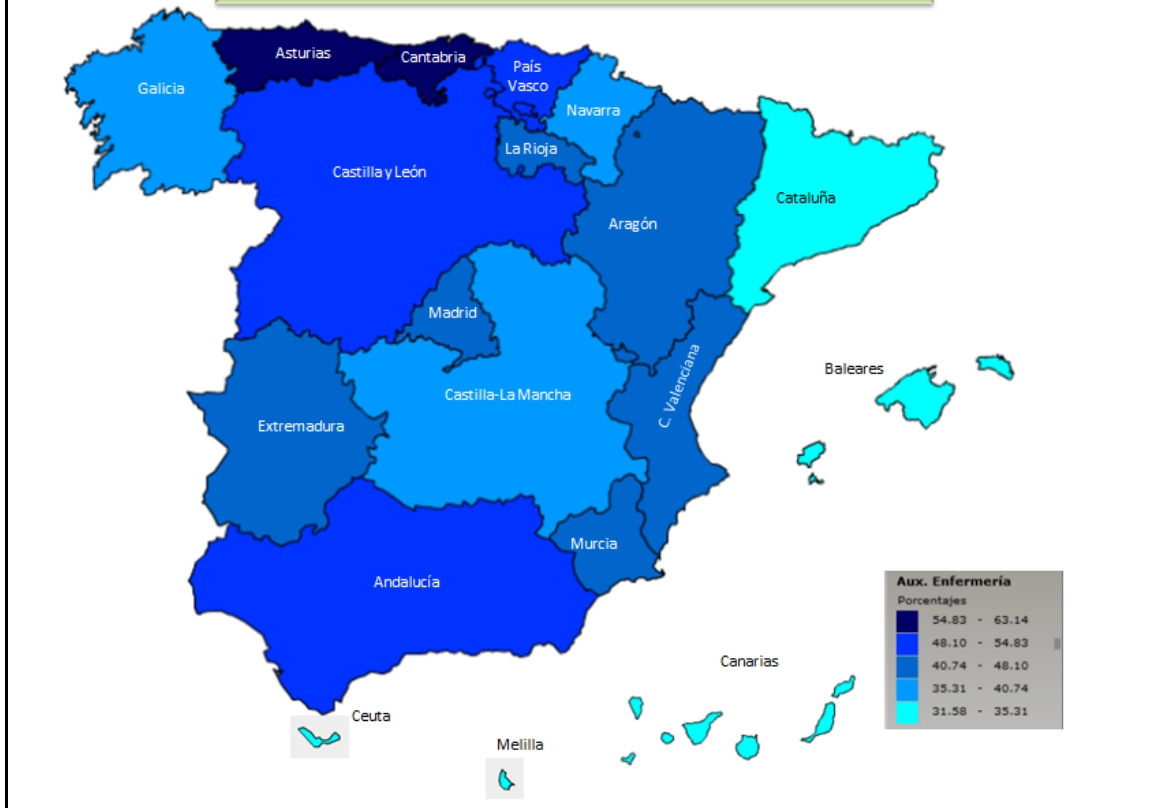 Asturias
Cantabria
País
Vasco
Galicia
Navarra
La Rioja
Castilla y León
Cataluña
Aragón
Madrid
C. Valenciana
Baleares
Castilla-La Mancha
Extremadura
Murcia
Andalucía
Canarias
Ceuta
Melilla
Aux. Enfermería
Porcentajes
54.83 - 63.14
48.10 - 54.83
40.74 - 48.10
35.31 - 40.74
31.58 - 35.31